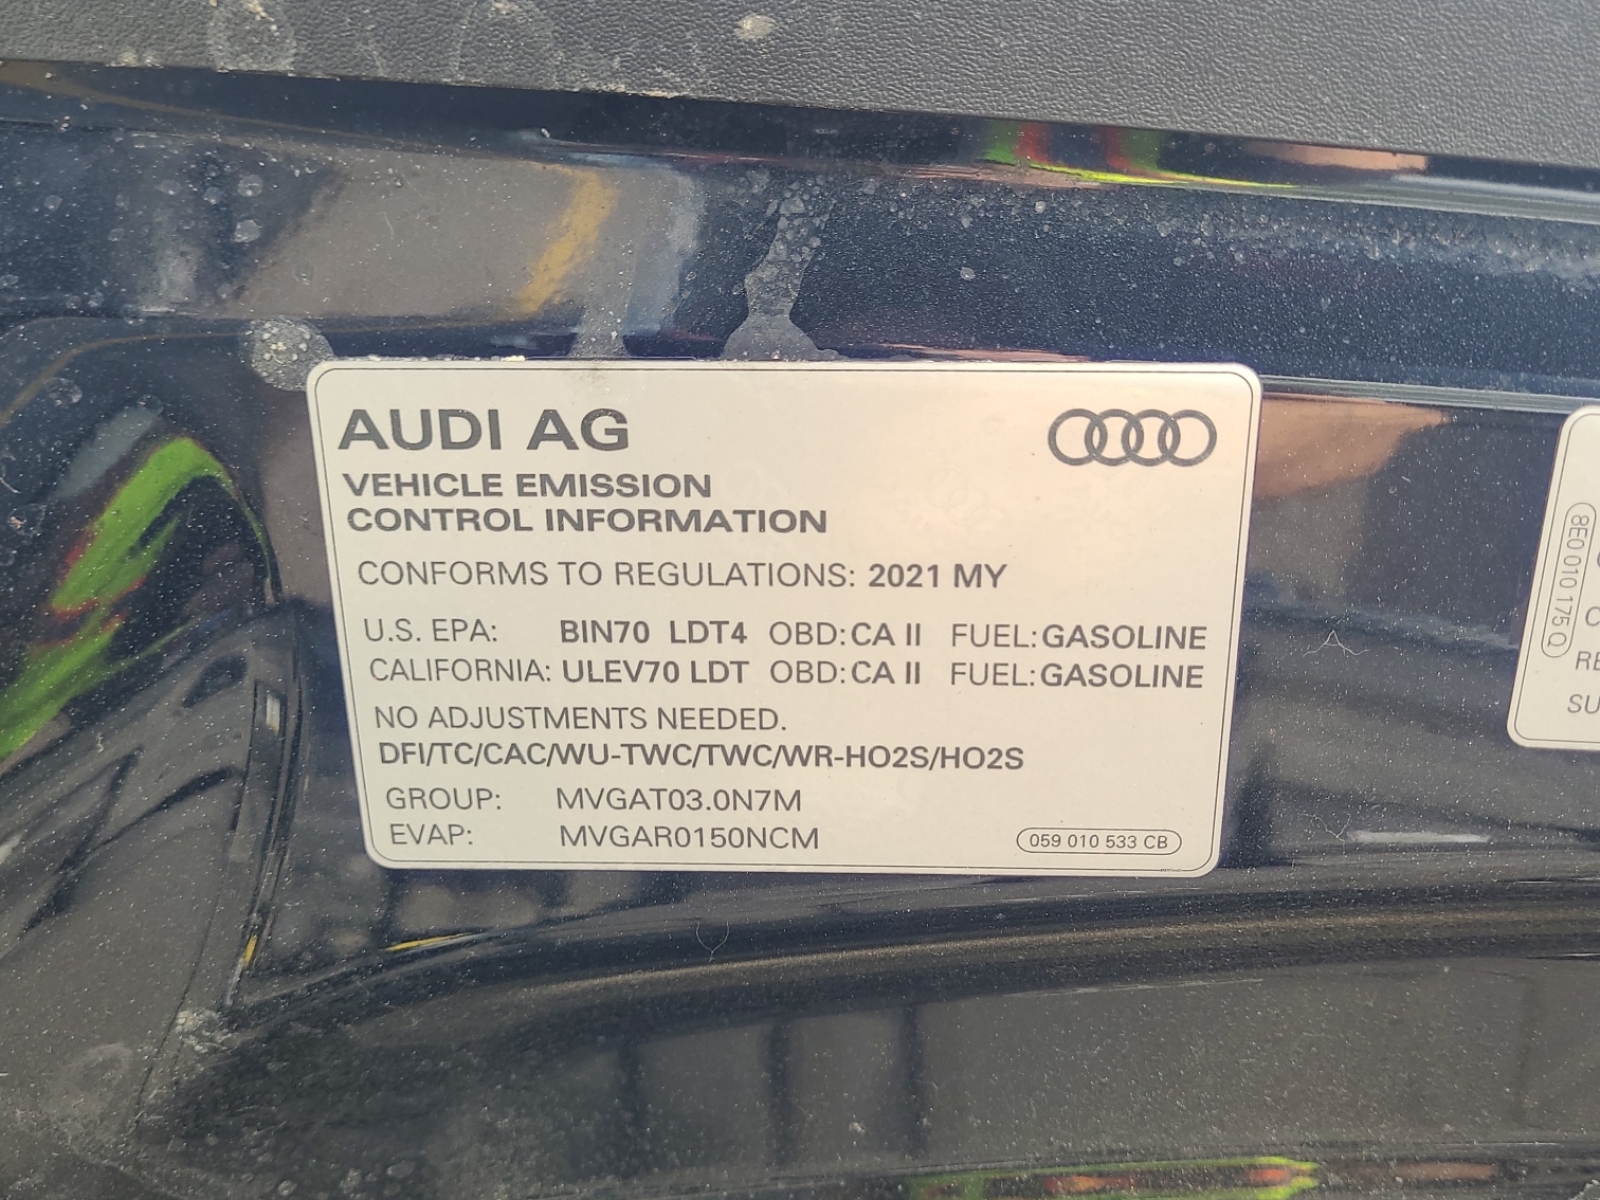 AUDI AG
VEHICLE EMISSION
CONTROL INFORMATION
CONFORMS TO REGULATIONS: 2021 MY
U.S. EPA: BIN70 LDT4 OBD: CA II FUEL: GASOLINE
CALIFORNIA: ULEV70 LDT OBD: CA II FUEL: GASOLINE
NO ADJUSTMENTS NEEDED.
DFI/TC/CAC/WU-TWC/TWC/WR-HO2S/HO2S
GROUP: MVGAT03.0N7M
EVAP: MVGAR0150NCM
059 010 533 CB
8E0 010 175 Q